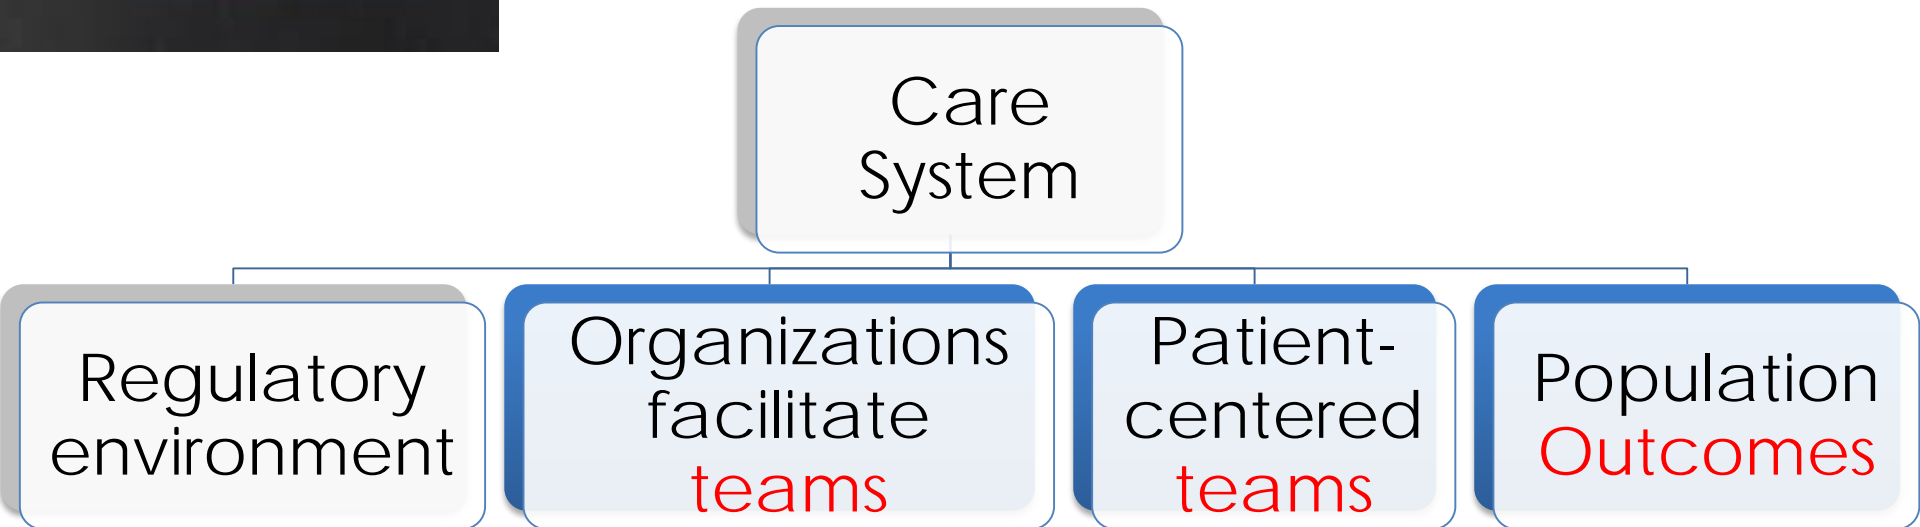 Care
System
Regulatory
environment
Organizations
facilitate
teams
Patient-
centered
teams
Population
Outcomes